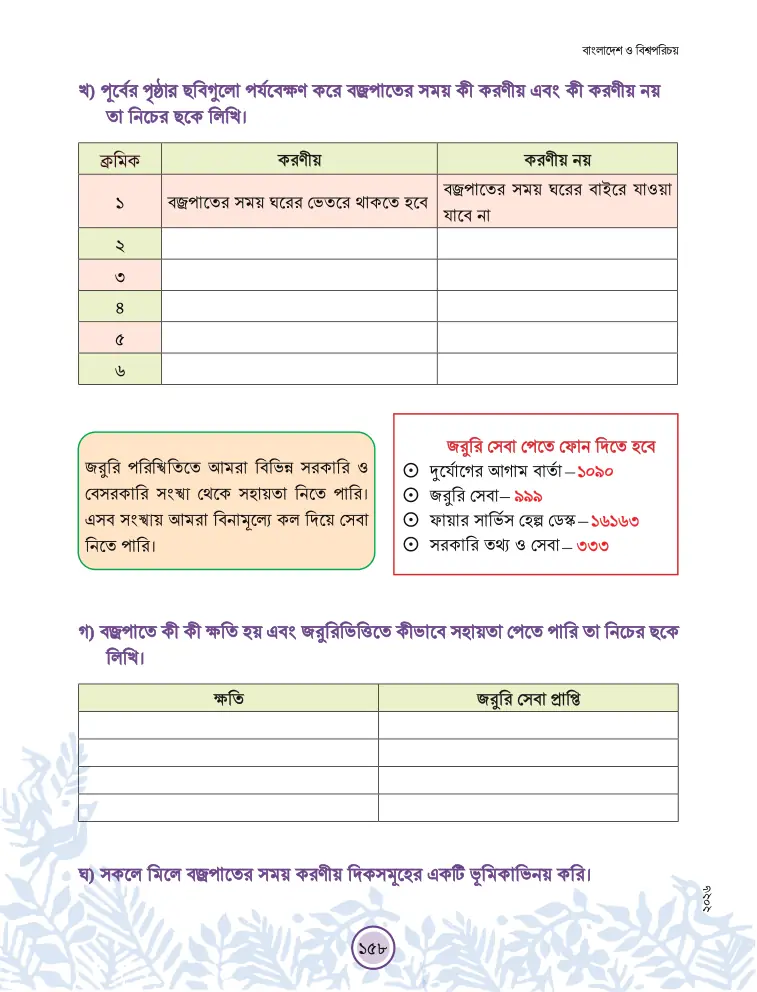 বাংলাদেশ ও বিশ্বপরিচয়
খ) পূর্বের পৃষ্ঠার ছবিগুলো পর্যবেক্ষণ করে বজ্রপাতের সময় কী করণীয় এবং কী করণীয় নয়
তা নিচের ছকে লিখি।
ক্রমিক করণীয় করণীয় নয়
১ বজ্রপাতের সময় ঘরের ভেতরে থাকতে হবে বজ্রপাতের সময় ঘরের বাইরে যাওয়া
যাবে না
২
৩
৪
৫
৬
জরুরি পরিস্থিতিতে আমরা বিভিন্ন সরকারি ও
বেসরকারি সংস্থা থেকে সহায়তা নিতে পারি।
এসব সংস্থায় আমরা বিনামূল্যে কল দিয়ে সেবা
নিতে পারি।
জরুরি সেবা পেতে ফোন দিতে হবে
দুর্যোগের আগাম বার্তা – ১০৯০
জরুরি সেবা – ৯৯৯
ফায়ার সার্ভিস হেল্প ডেস্ক – ১৬১৬৩
সরকারি তথ্য ও সেবা – ৩৩৩
গ) বজ্রপাতে কী কী ক্ষতি হয় এবং জরুরিভিত্তিতে কীভাবে সহায়তা পেতে পারি তা নিচের ছকে
লিখি।
ক্ষতি জরুরি সেবা প্রাপ্তি
ঘ) সকলে মিলে বজ্রপাতের সময় করণীয় দিকসমূহের একটি ভূমিকাভিনয় করি।
২০২৬
১৫৮